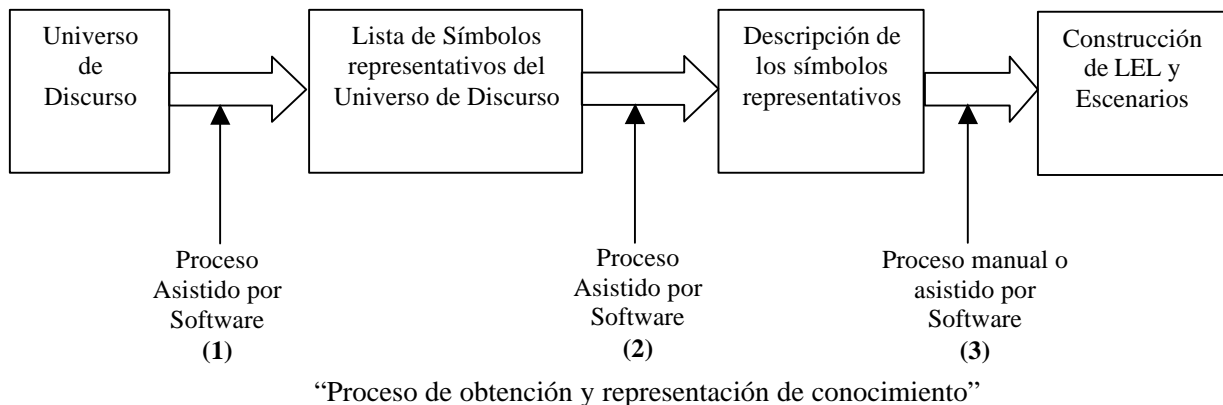 Universo
de
Discurso
Lista de Símbolos
representativos del
Universo de Discurso
Descripción de
los símbolos
representativos
Construcción
de LEL y
Escenarios
Proceso
Asistido por
Software
(1)
Proceso
Asistido por
Software
(2)
Proceso manual o
asistido por
Software
(3)
“Proceso de obtención y representación de conocimiento”